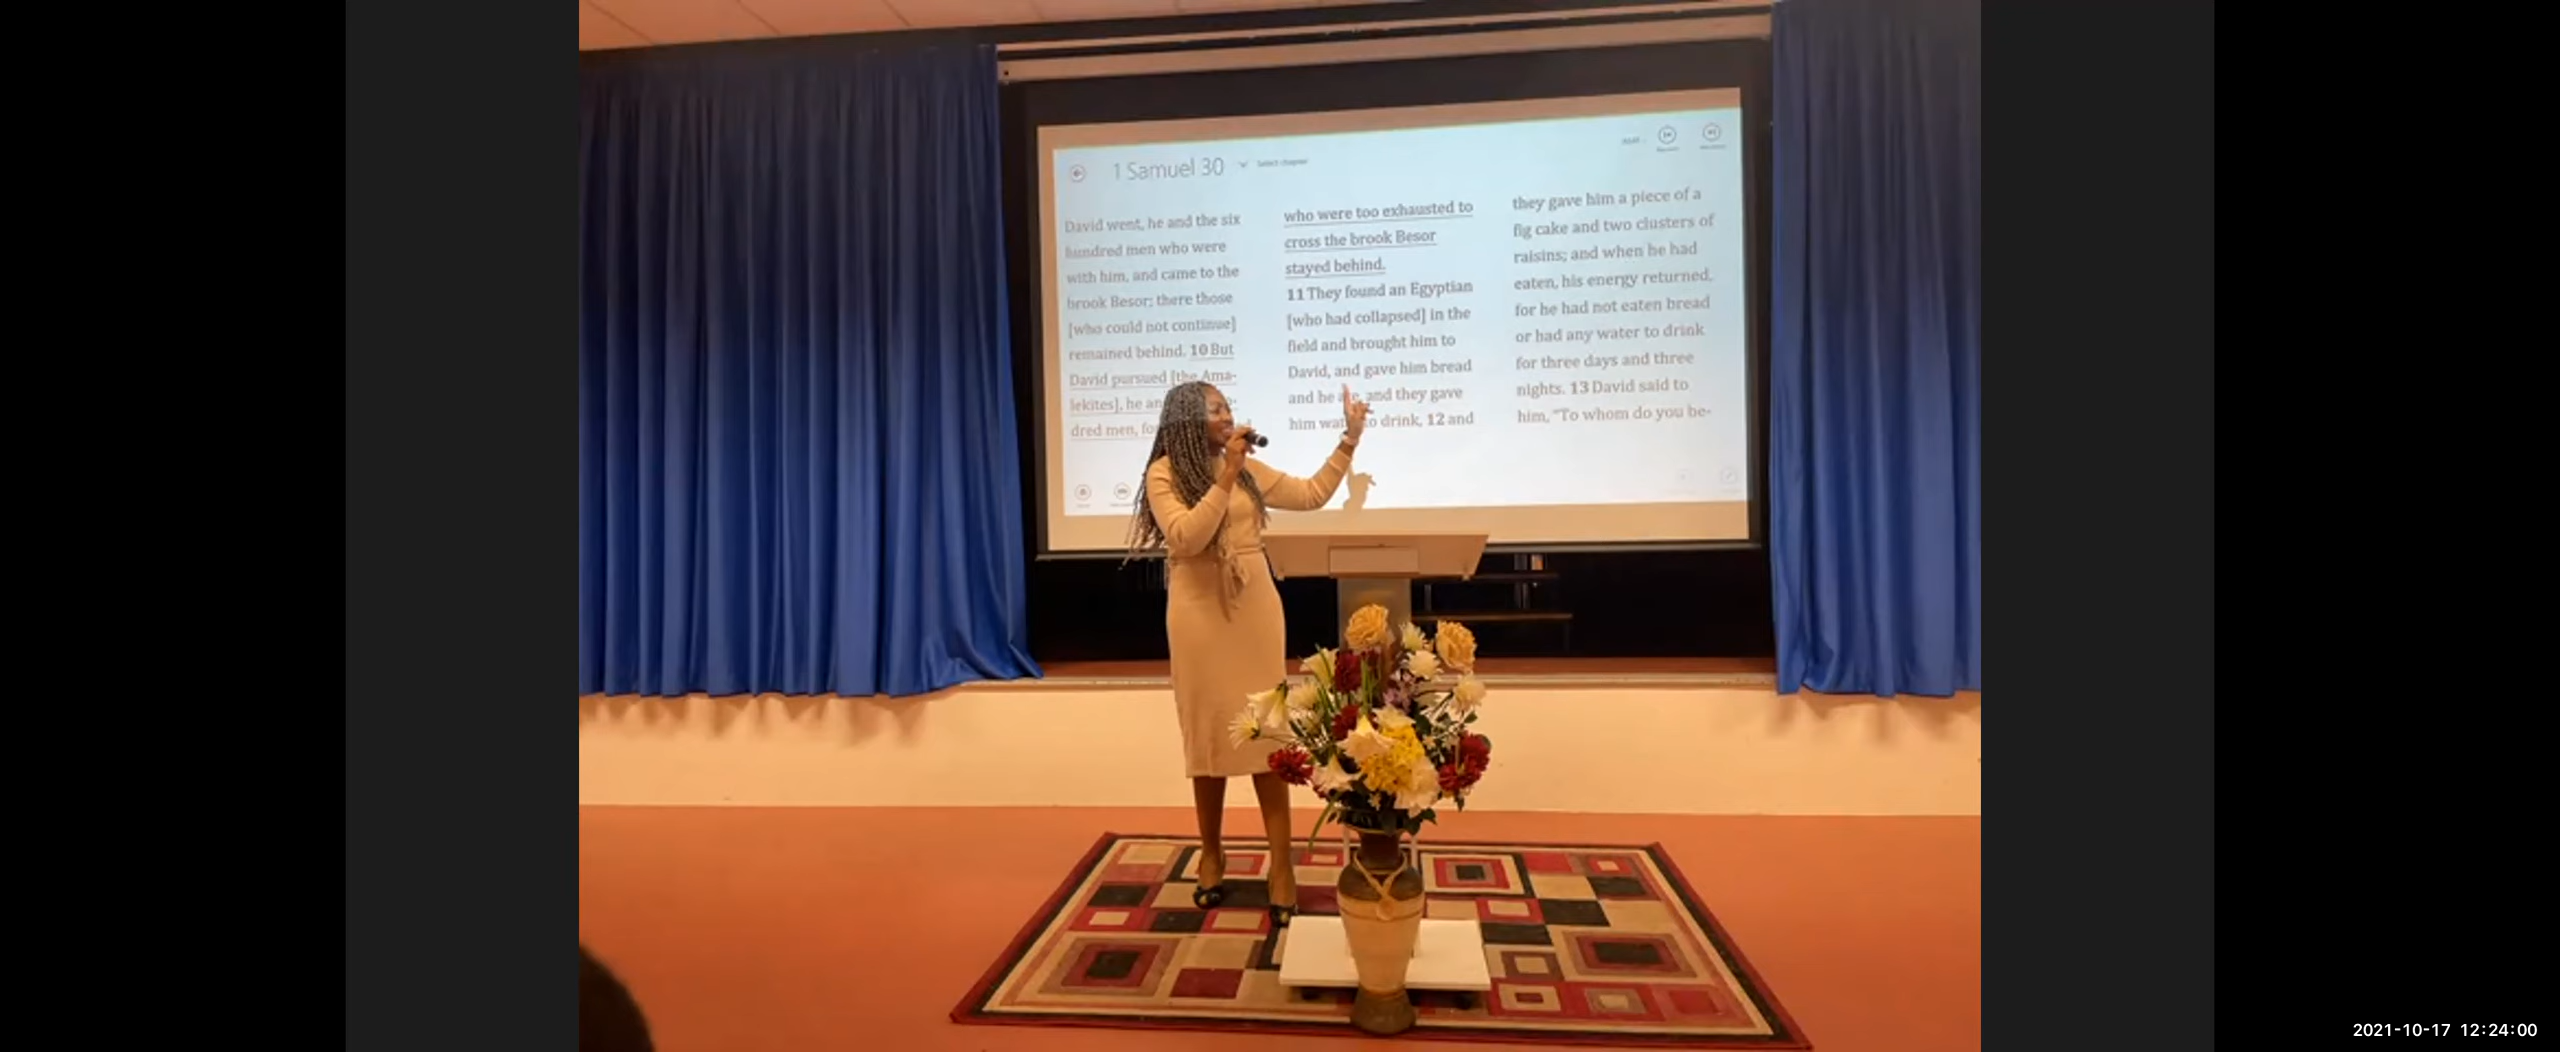 1 Samuel 30
Select chapter
David went, he and the six
hundred men who were
with him, and came to the
brook Besor; there those
[who could not continue]
remained behind. 10 But
David pursued [the Ama-
lekites], he an
dred men, fo
who were too exhausted to
cross the brook Besor
stayed behind.
11 They found an Egyptian
[who had collapsed] in the
field and brought him to
David, and gave him bread
and he and they gave
him wat to drink, 12 and
they gave him a piece of a
fig cake and two clusters of
raisins; and when he had
eaten, his energy returned,
for he had not eaten bread
or had any water to drink
for three days and three
nights. 13 David said to
him, "To whom do you be-
2021-10-17 12:24:00